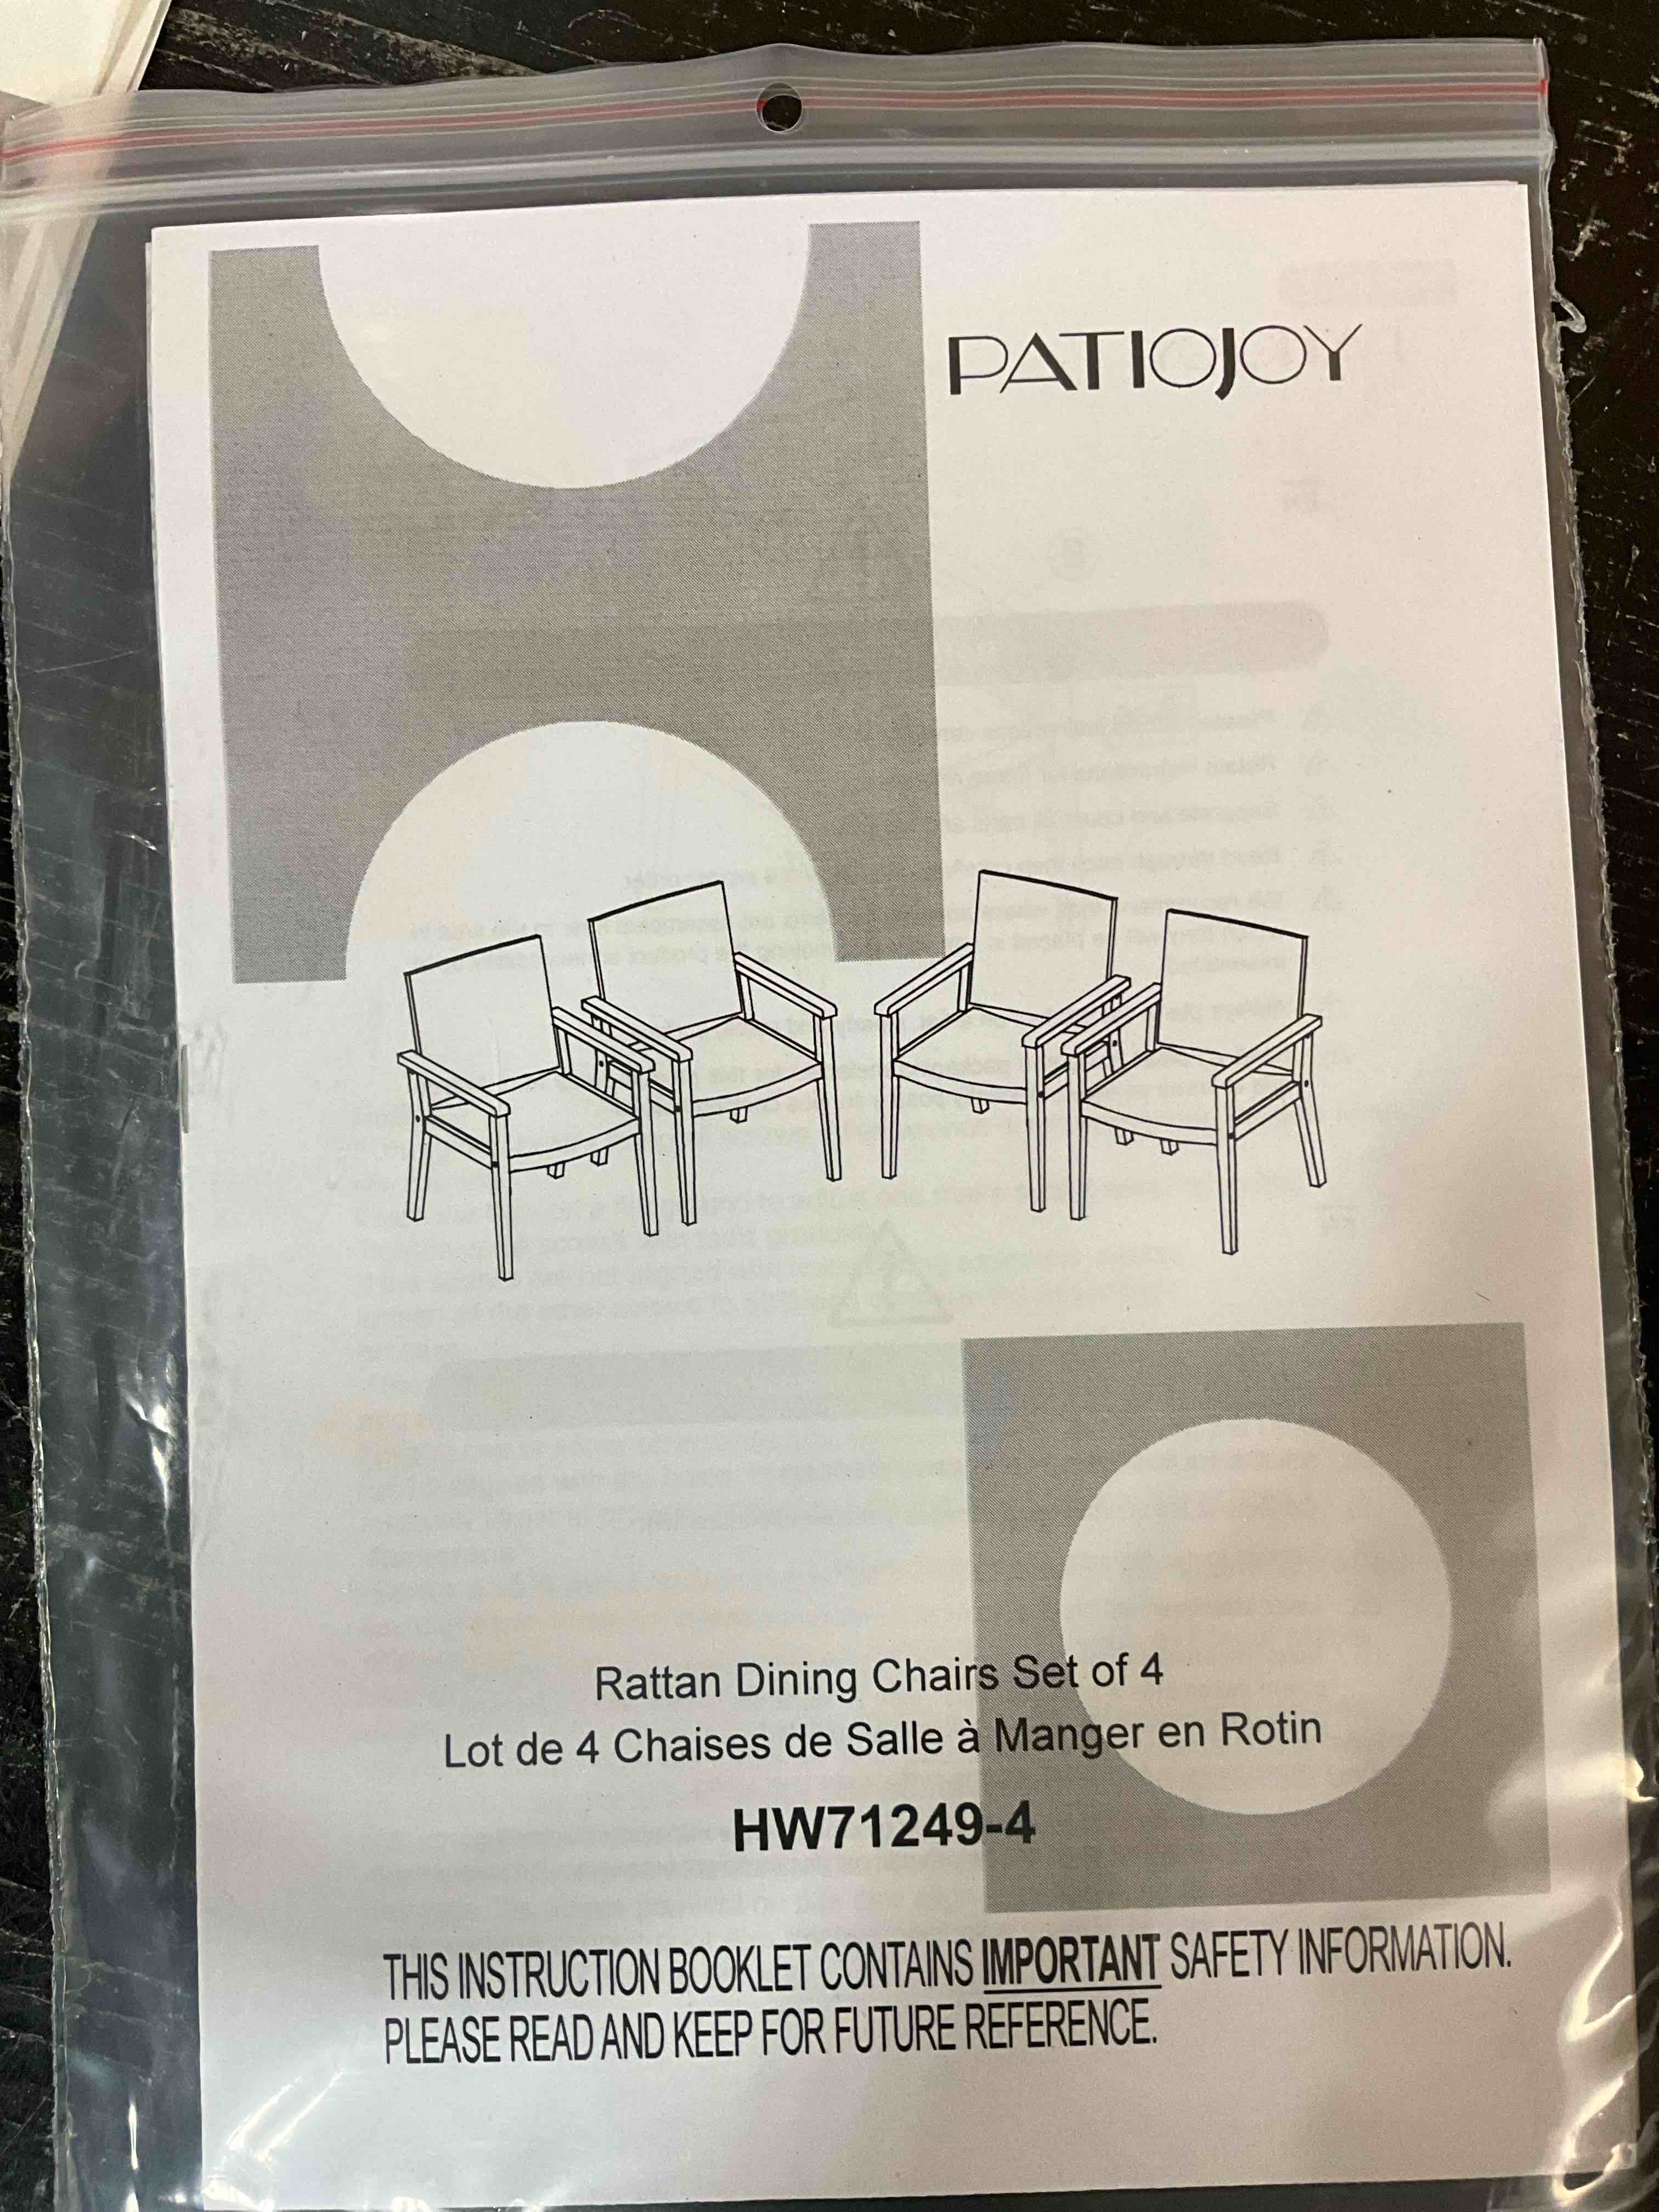 PATIOJOY
Rattan Dining Chairs Set of 4
Lot de 4 Chaises de Salle à Manger en Rotin
HW71249-4
THIS INSTRUCTION BOOKLET CONTAINS IMPORTANT SAFETY INFORMATION.
PLEASE READ AND KEEP FOR FUTURE REFERENCE.